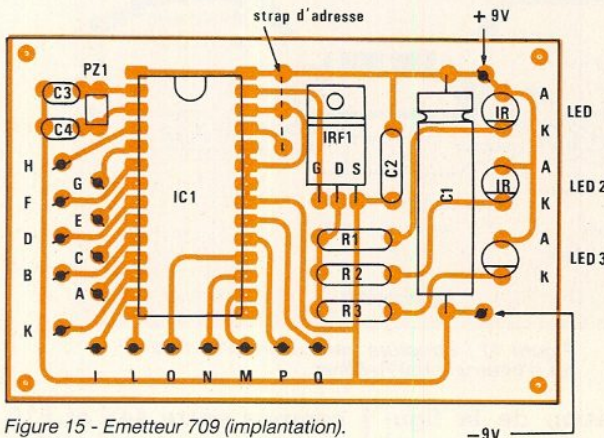 strap d'adresse
+ 9V
PZ1
C3
C4
IC1
IRF1
G D S
C2
C1
R1
R2
R3
IR
A
K
LED
IR
A
K
LED 2
A
K
LED 3
H
G
F
E
D
C
B
A
K
I L O N M P Q
–9V
Figure 15 - Emetteur 709 (implantation).